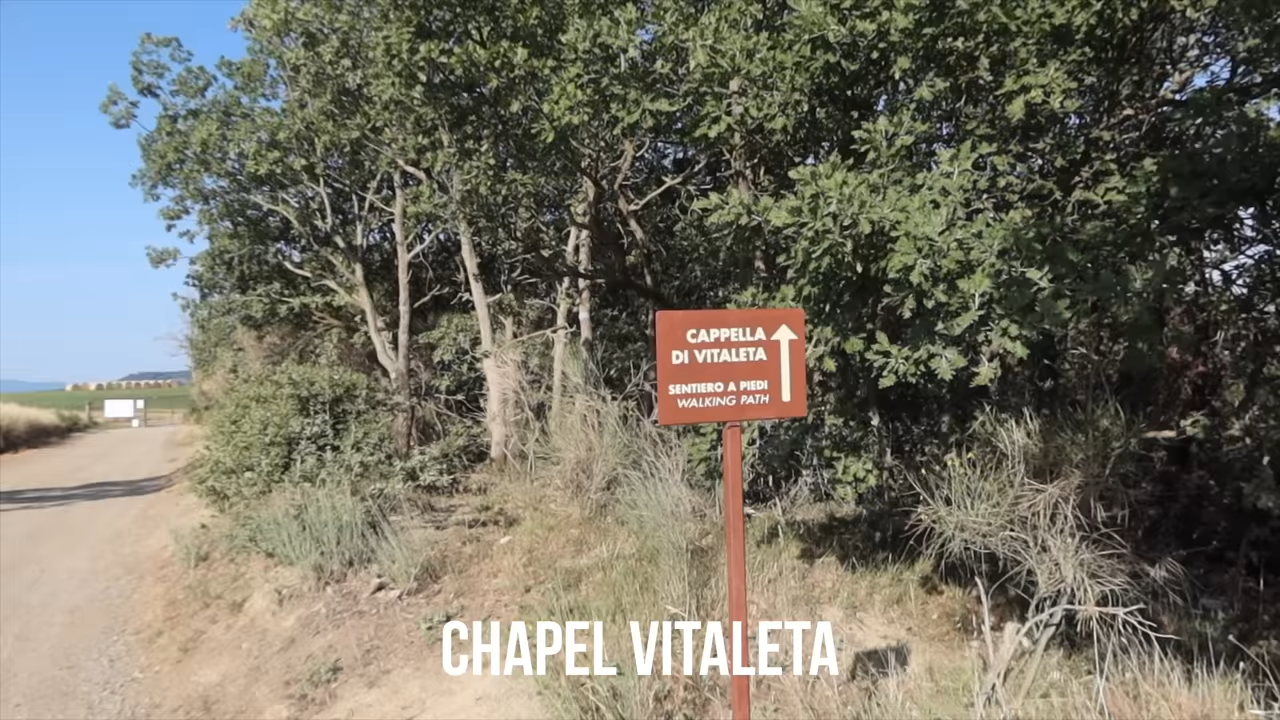 CAPPELLA
DI VITALETA
SENTIERO A PIEDI
WALKING PATH
CHAPEL VITALETA